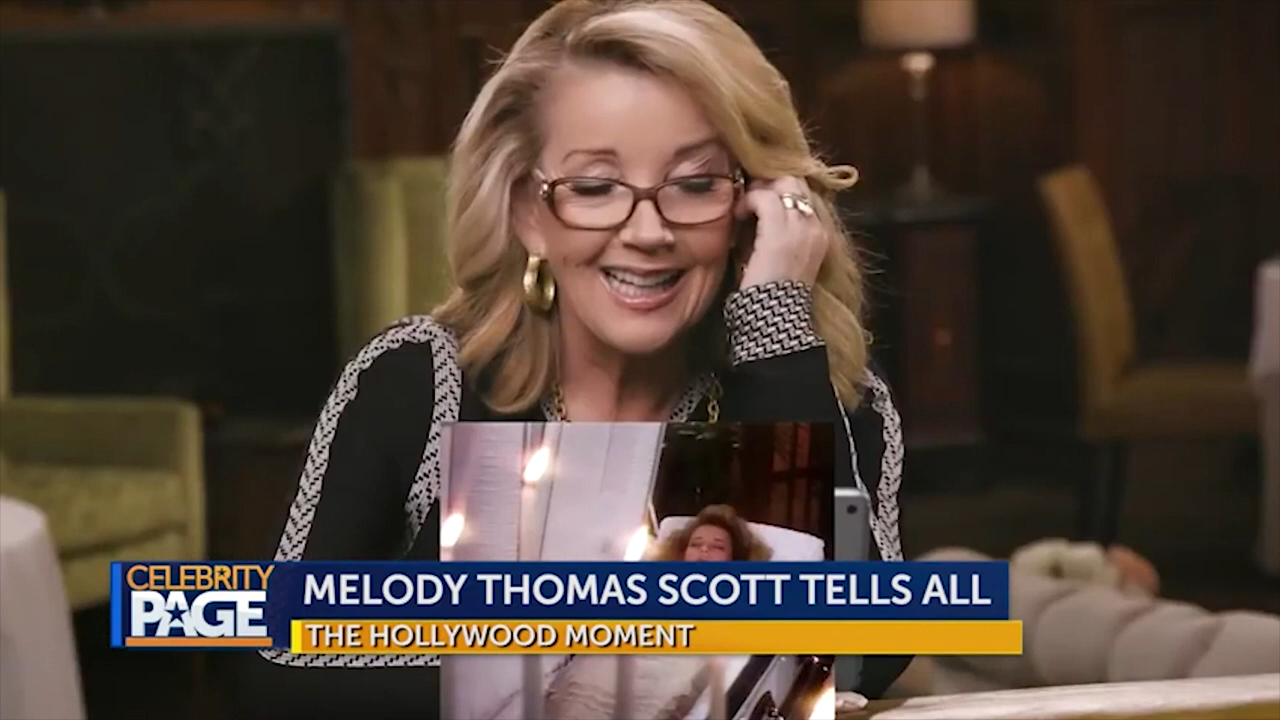 CELEBRITY
PAGE
MELODY THOMAS SCOTT TELLS ALL
THE HOLLYWOOD MOMENT